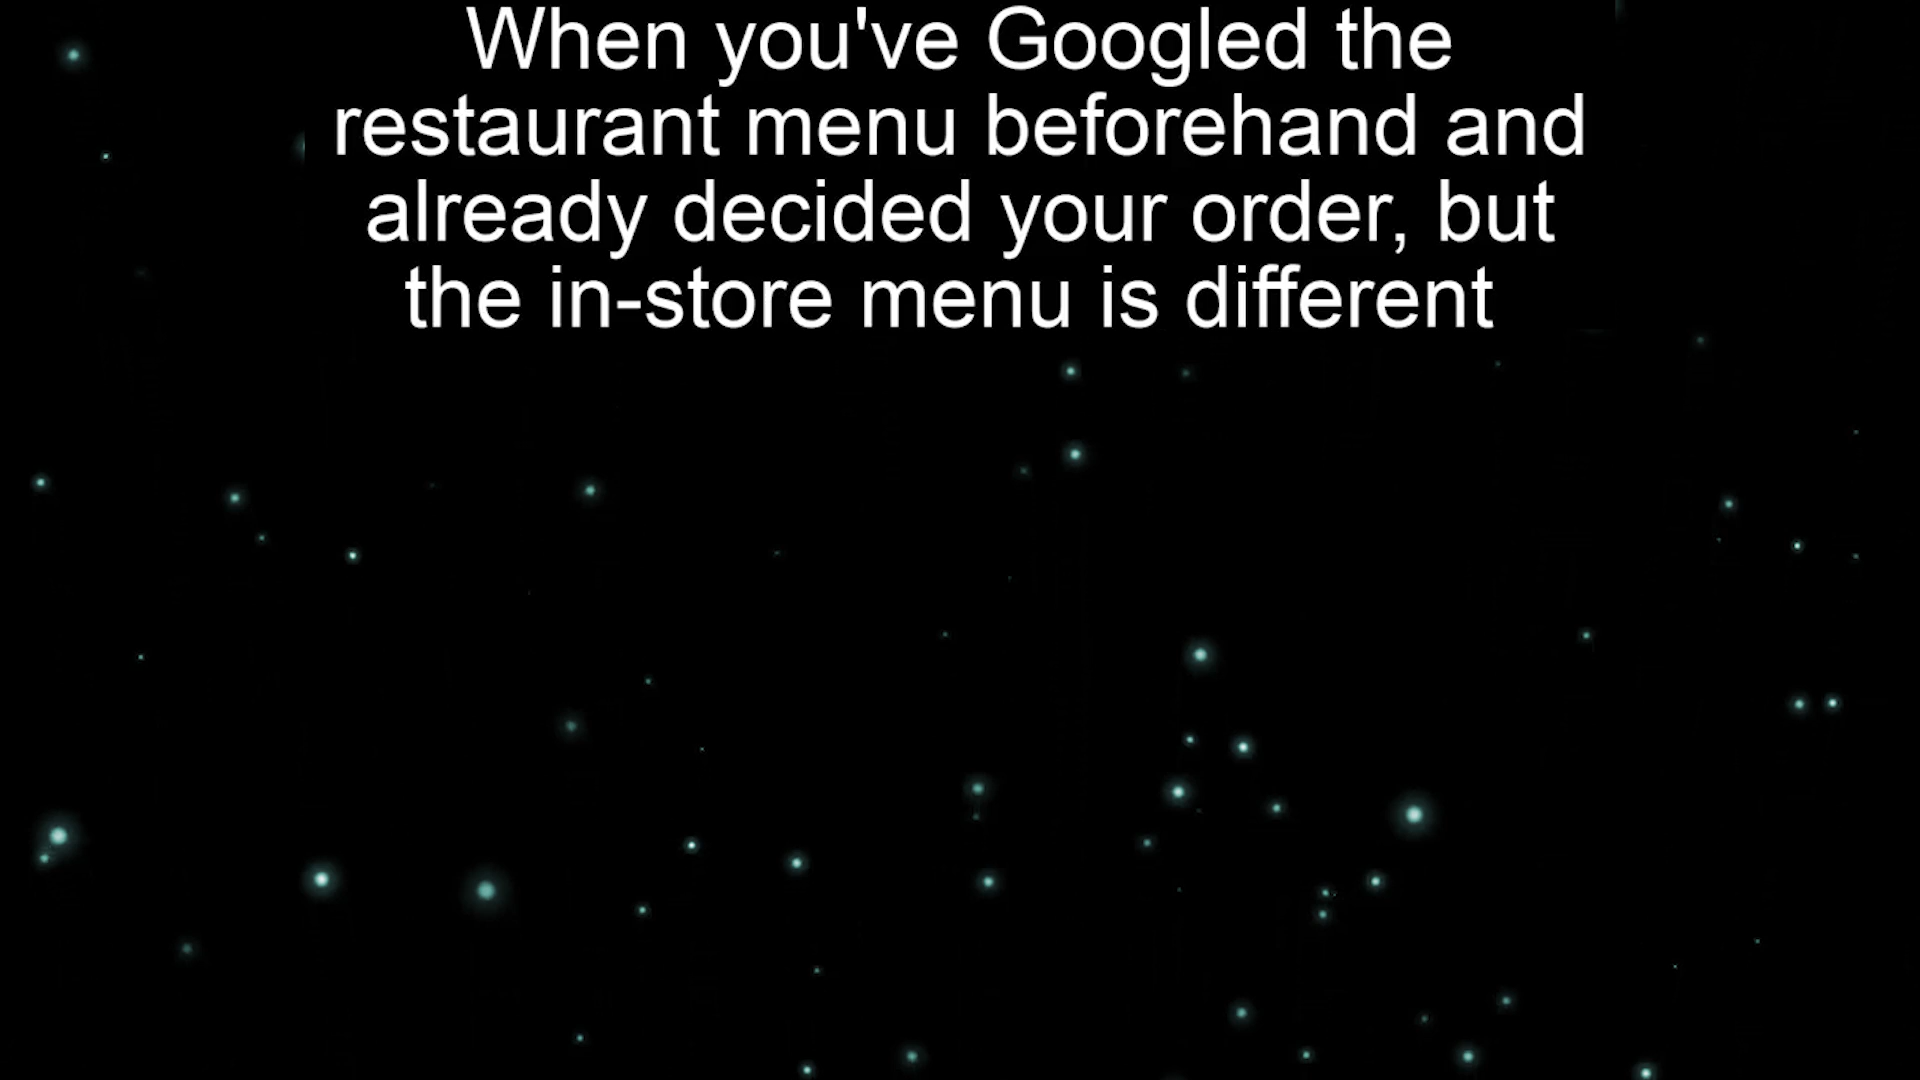 When you've Googled the
restaurant menu beforehand and
already decided your order, but
the in-store menu is different